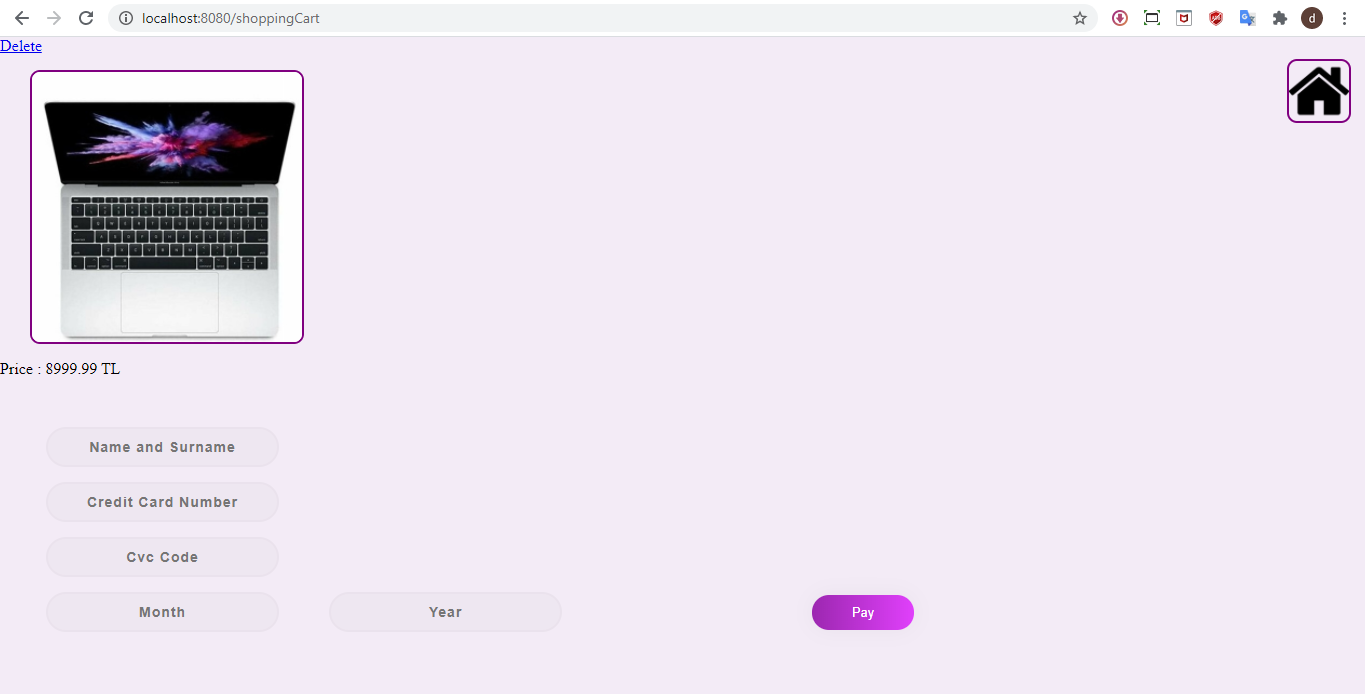 localhost:8080/shoppingCart
d
Delete
Price : 8999.99 TL
Name and Surname
Credit Card Number
Cvc Code
Month Year Pay